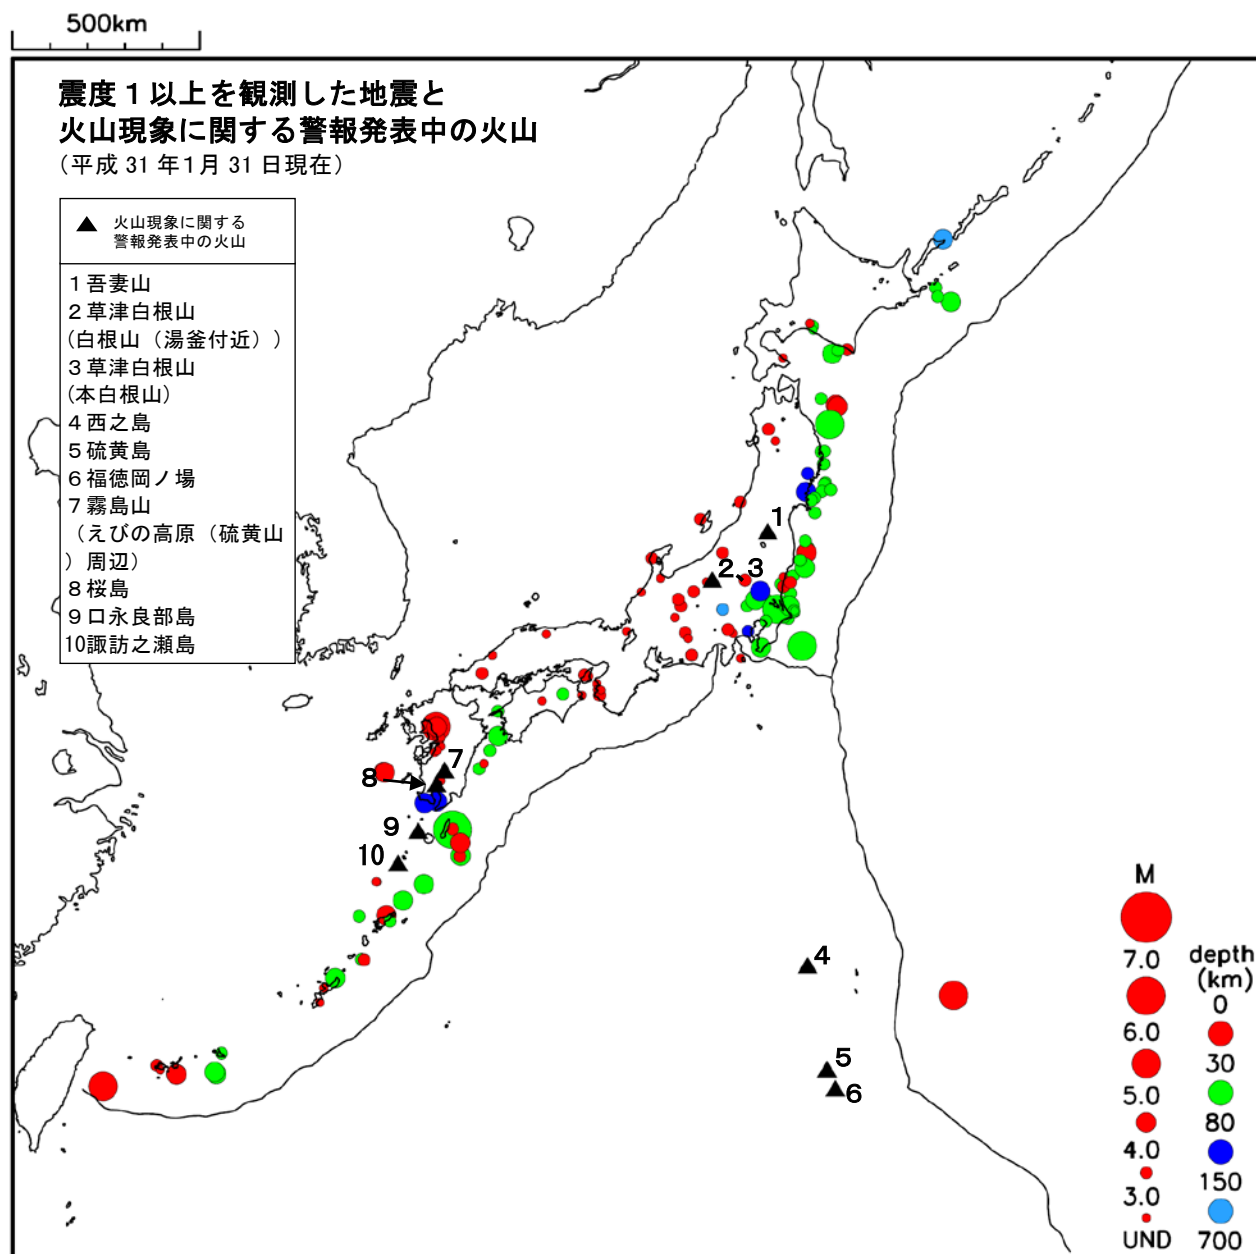 500km
震度１以上を観測した地震と
火山現象に関する警報発表中の火山
（平成 31 年1月 31 日現在）
▲ 火山現象に関する
警報発表中の火山
1吾妻山
2草津白根山
(白根山（湯釜付近））
3草津白根山
(本白根山)
4西之島
5硫黄島
6福徳岡ノ場
7霧島山
（えびの高原（硫黄山
）周辺）
8桜島
9口永良部島
10諏訪之瀬島
1
2,3
7
8
9
10
4
5
6
M
7.0
6.0
5.0
4.0
3.0
UND
depth
(km)
0
30
80
150
700